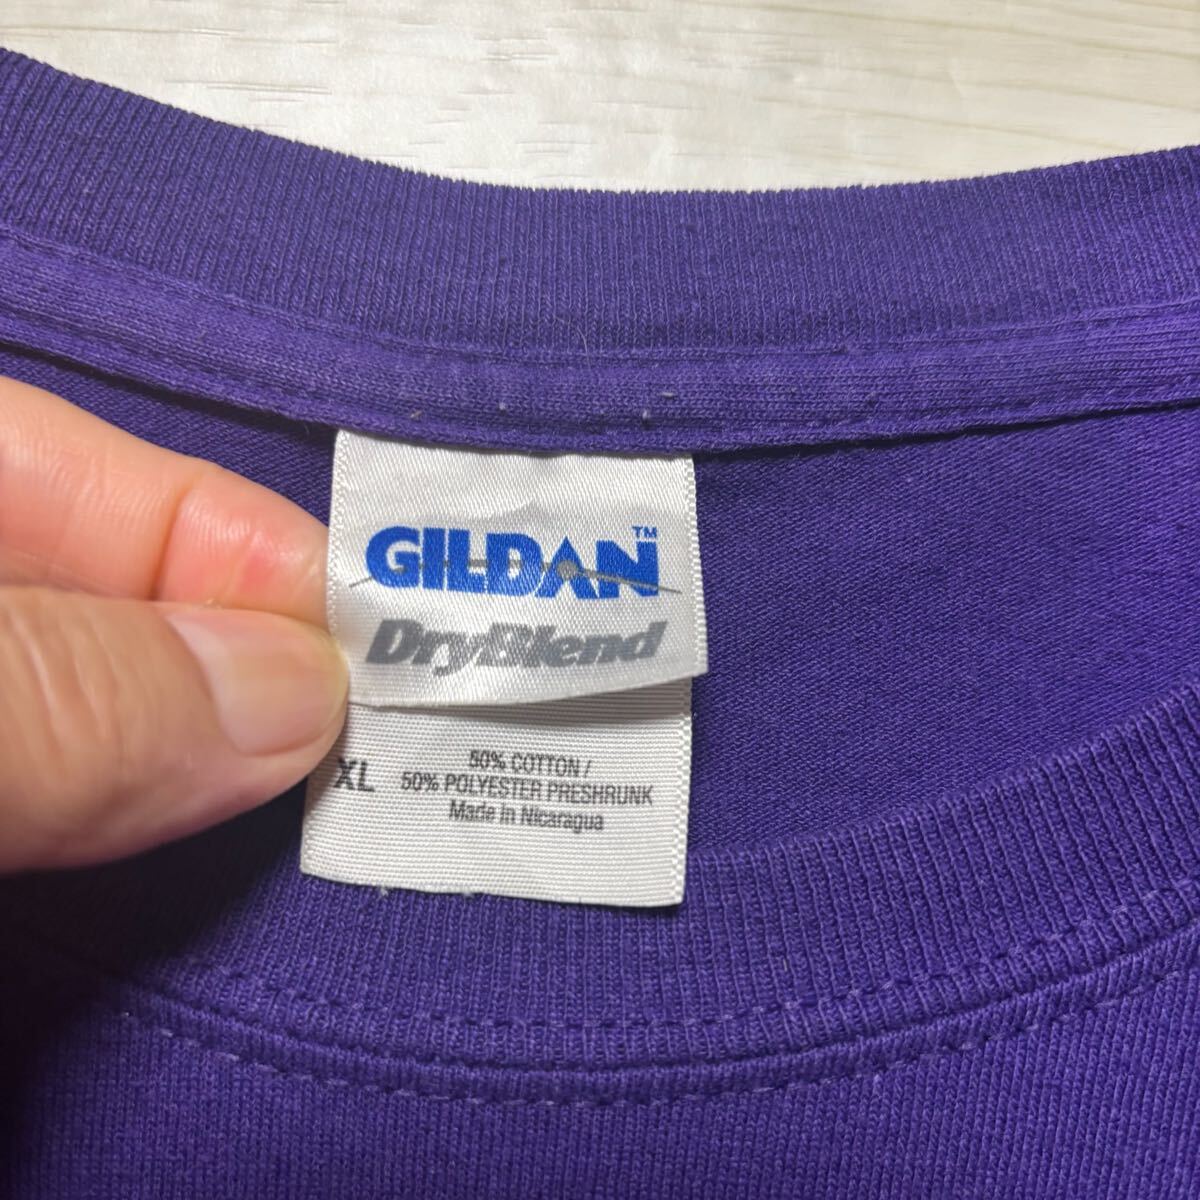 GILDAN™
DryBlend
XL
50% COTTON /
50% POLYESTER PRESHRUNK
Made in Nicaragua